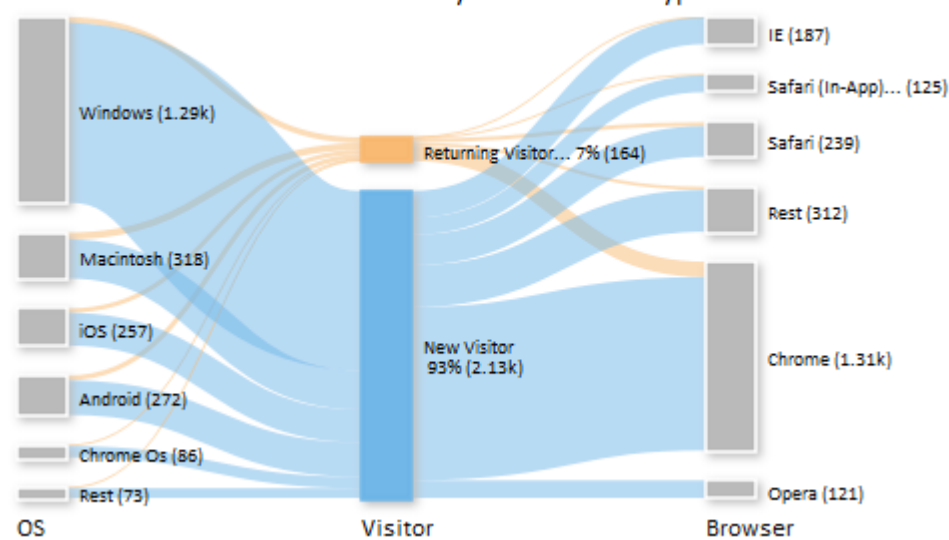 Windows (1.29k)
Macintosh (318)
iOS (257)
Android (272)
Chrome Os (86)
Rest (73)
OS
Returning Visitor... 7% (164)
New Visitor
93% (2.13k)
Visitor
IE (187)
Safari (In-App)... (125)
Safari (239)
Rest (312)
Chrome (1.31k)
Opera (121)
Browser